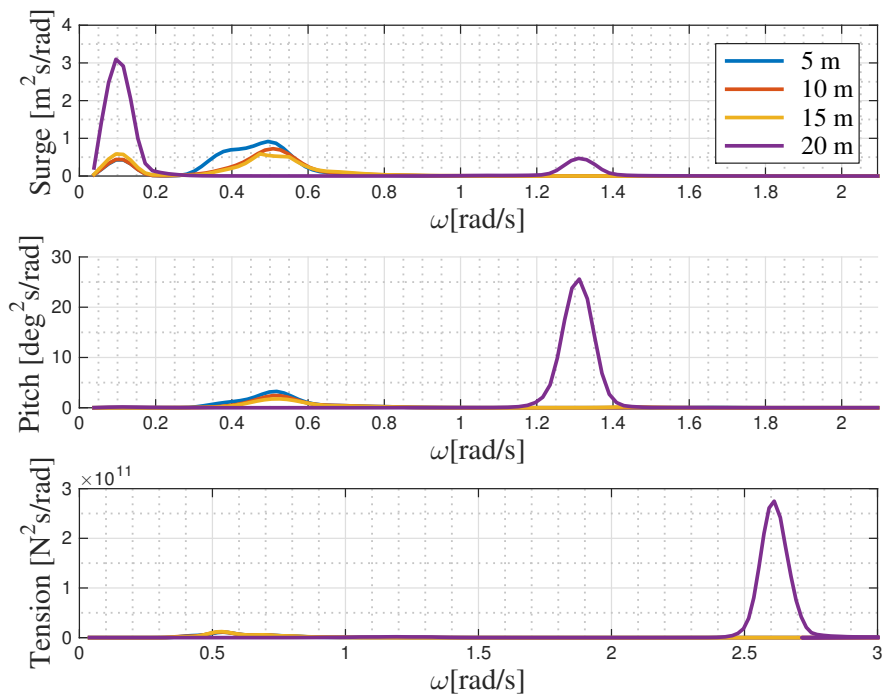 4
3
2
1
0
Surge [m²s/rad]
5 m
10 m
15 m
20 m
0 0.2 0.4 0.6 0.8 1 1.2 1.4 1.6 1.8 2
ω[rad/s]
30
20
10
0
Pitch [deg²s/rad]
0 0.2 0.4 0.6 0.8 1 1.2 1.4 1.6 1.8 2
ω[rad/s]
×10¹¹
3
2
1
0
Tension [N²s/rad]
0 0.5 1 1.5 2 2.5 3
ω[rad/s]